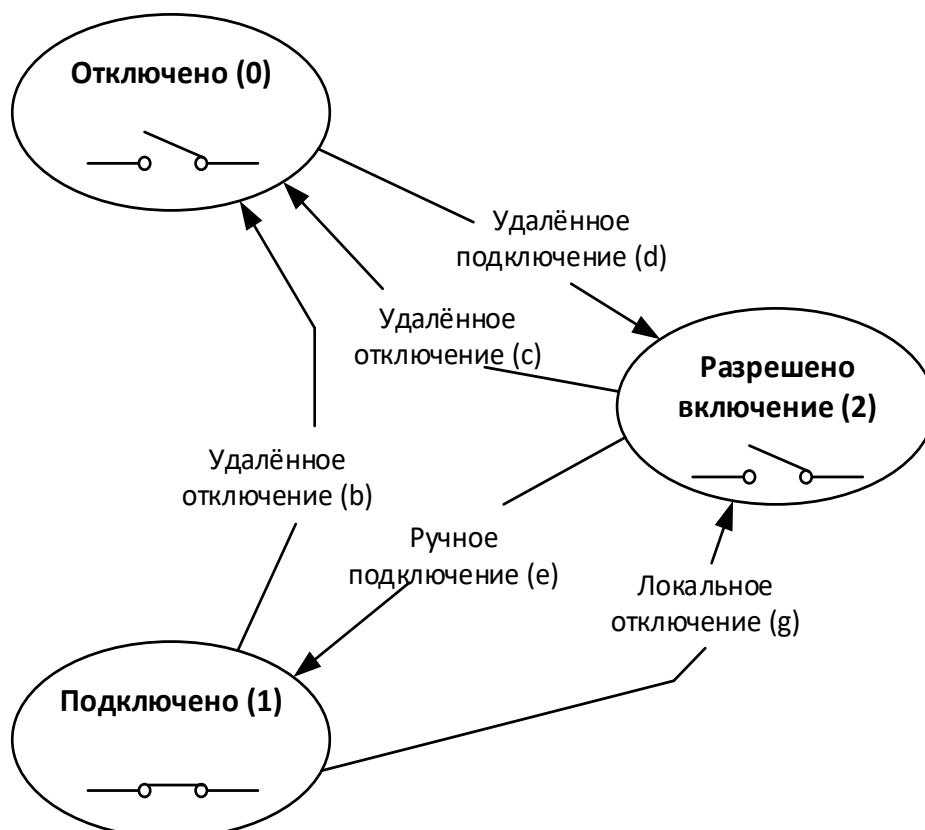 Отключено (0)
Удалённое
подключение (d)
Удалённое
отключение (c)
Разрешено
включение (2)
Удалённое
отключение (b)
Ручное
подключение (e)
Локальное
отключение (g)
Подключено (1)